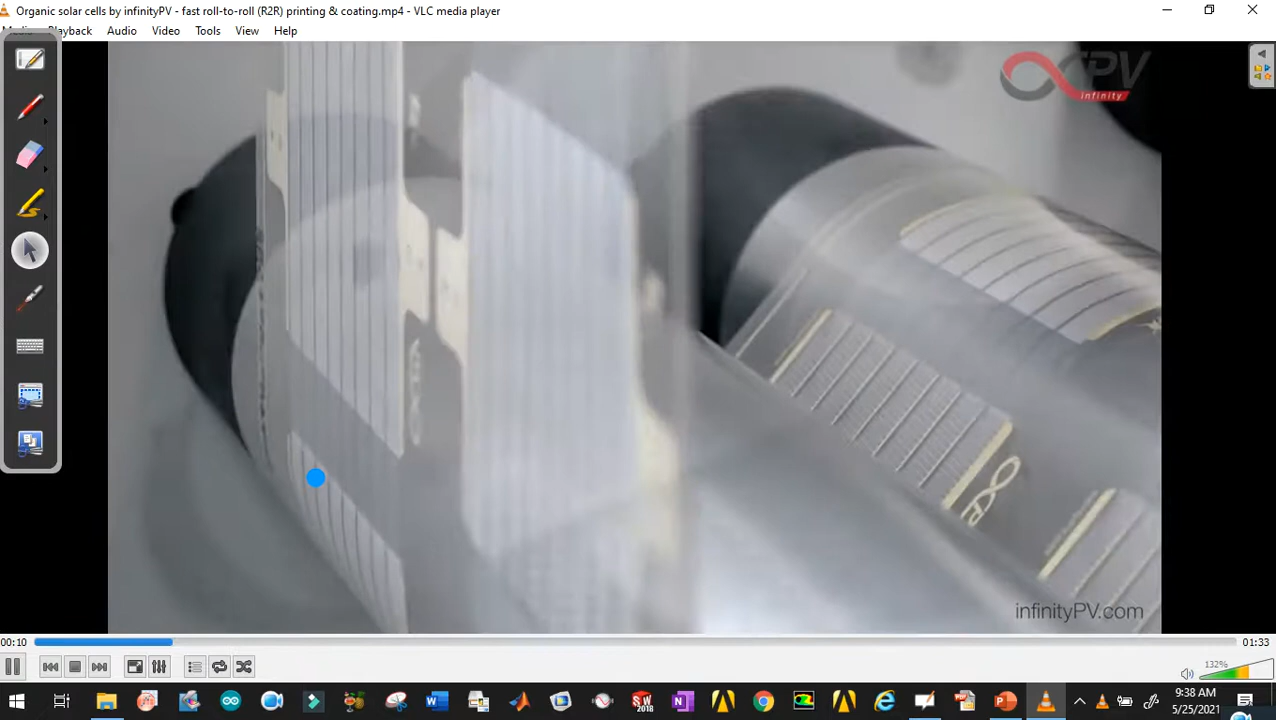 Organic solar cells by infinityPV - fast roll-to-roll (R2R) printing & coating.mp4 - VLC media player
Playback Audio Video Tools View Help
PV
infinity
infinityPV.com
00:10
01:33
132%
9:38 AM
5/25/2021